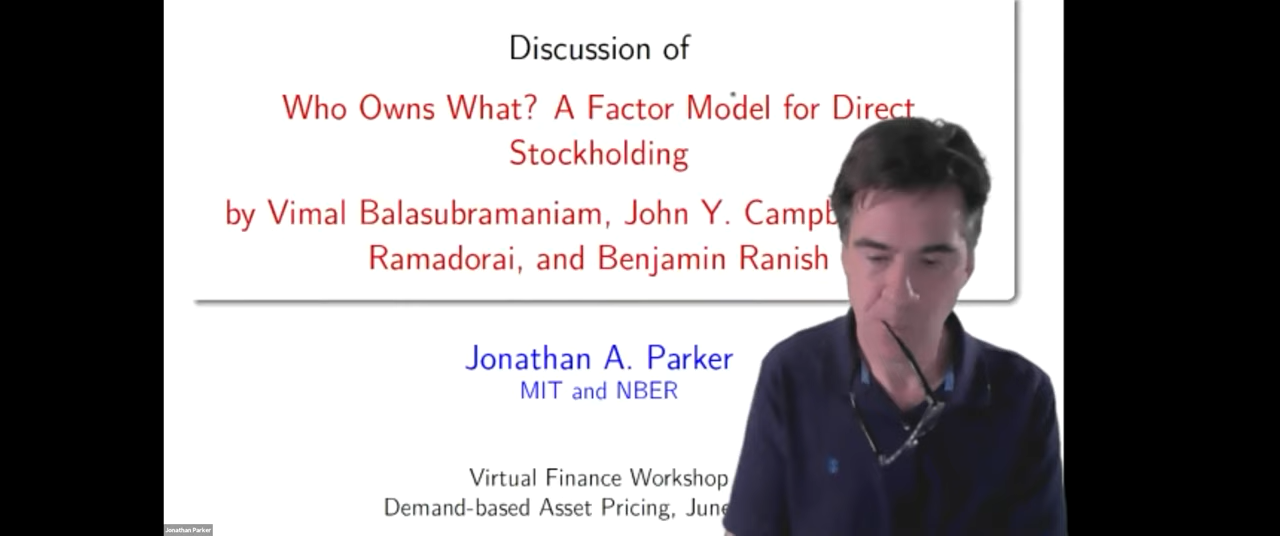 Discussion of
Who Owns What? A Factor Model for Direct
Stockholding
by Vimal Balasubramaniam, John Y.
Ramadorai, and Benjamin Ranish
Jonathan A. Parker
MIT and NBER
Virtual Finance Workshop
Demand-based Asset Pricing, June
Jonathan Parker